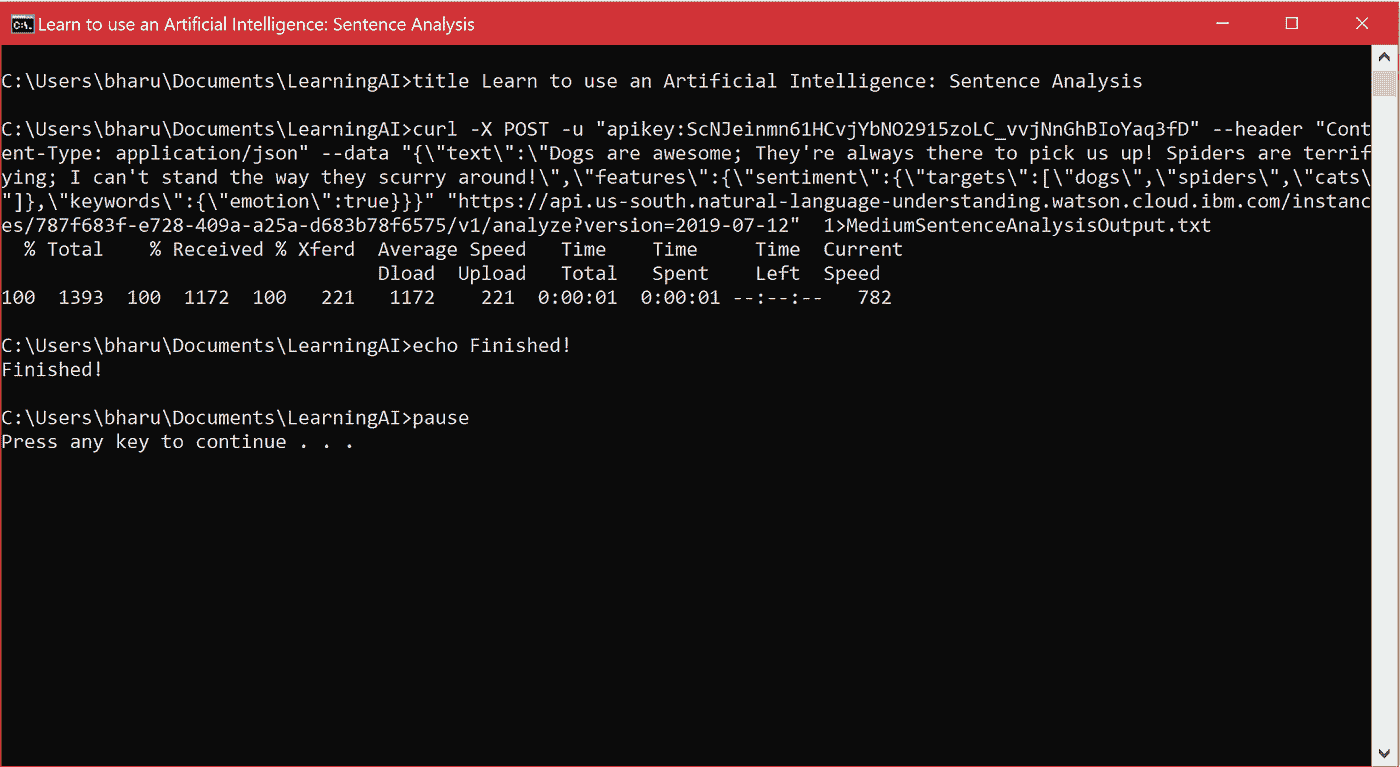 Learn to use an Artificial Intelligence: Sentence Analysis
C:\Users\bharu\Documents\LearningAI>title Learn to use an Artificial Intelligence: Sentence Analysis
C:\Users\bharu\Documents\LearningAI>curl -X POST -u "apikey:ScNJeinmn61HCvjYbNO2915zoLC_vvjNnGhBIoYaq3fD" --header "Cont
ent-Type: application/json" --data "{\"text\":\"Dogs are awesome; They're always there to pick us up! Spiders are terrif
ying; I can't stand the way they scurry around!\",\"features\":{\"sentiment\":{\"targets\":[\"dogs\",\"spiders\",\"cats\
"]},\"keywords\":{\"emotion\":true}}}" "https://api.us-south.natural-language-understanding.watson.cloud.ibm.com/instanc
es/787f683f-e728-409a-a25a-d683b78f6575/v1/analyze?version=2019-07-12"  1>MediumSentenceAnalysisOutput.txt
  % Total    % Received % Xferd  Average Speed   Time    Time     Time  Current
                                 Dload  Upload   Total   Spent    Left  Speed
100  1393  100  1172  100   221   1172    221  0:00:01  0:00:01 --:--:--   782
C:\Users\bharu\Documents\LearningAI>echo Finished!
Finished!
C:\Users\bharu\Documents\LearningAI>pause
Press any key to continue . . .